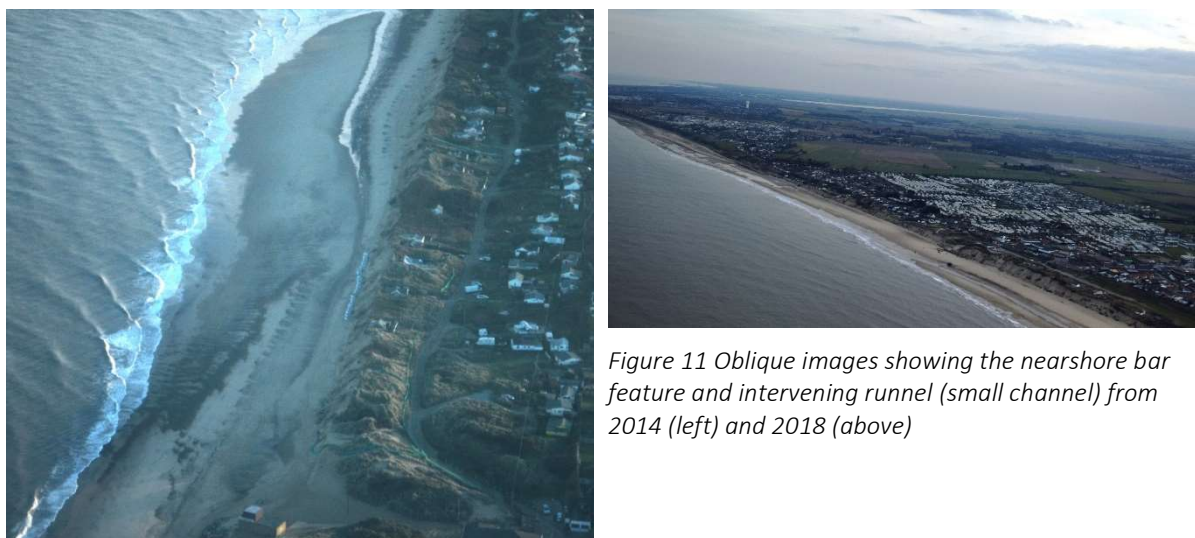 Figure 11 Oblique images showing the nearshore bar
feature and intervening runnel (small channel) from
2014 (left) and 2018 (above)